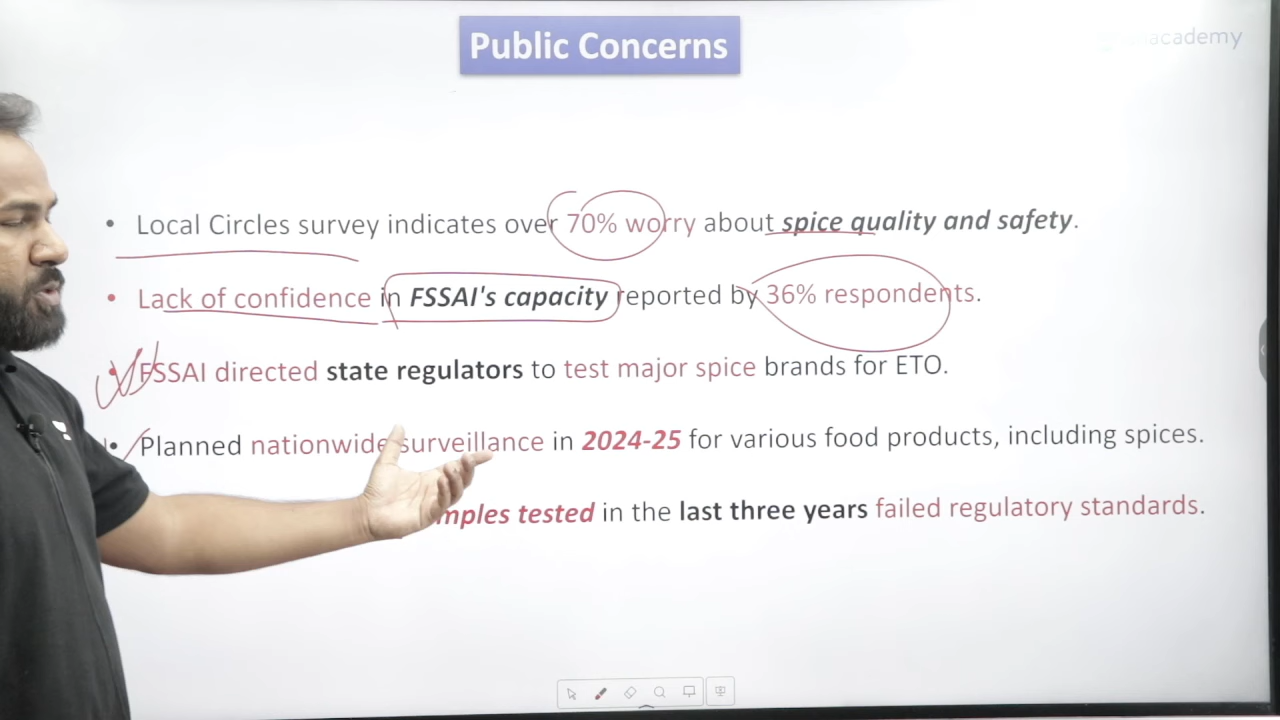 Public Concerns
academy
• Local Circles survey indicates over 70% worry about spice quality and safety.
• Lack of confidence in FSSAI's capacity reported by 36% respondents.
• FSSAI directed state regulators to test major spice brands for ETO.
• Planned nationwide surveillance in 2024-25 for various food products, including spices.
mples tested in the last three years failed regulatory standards.